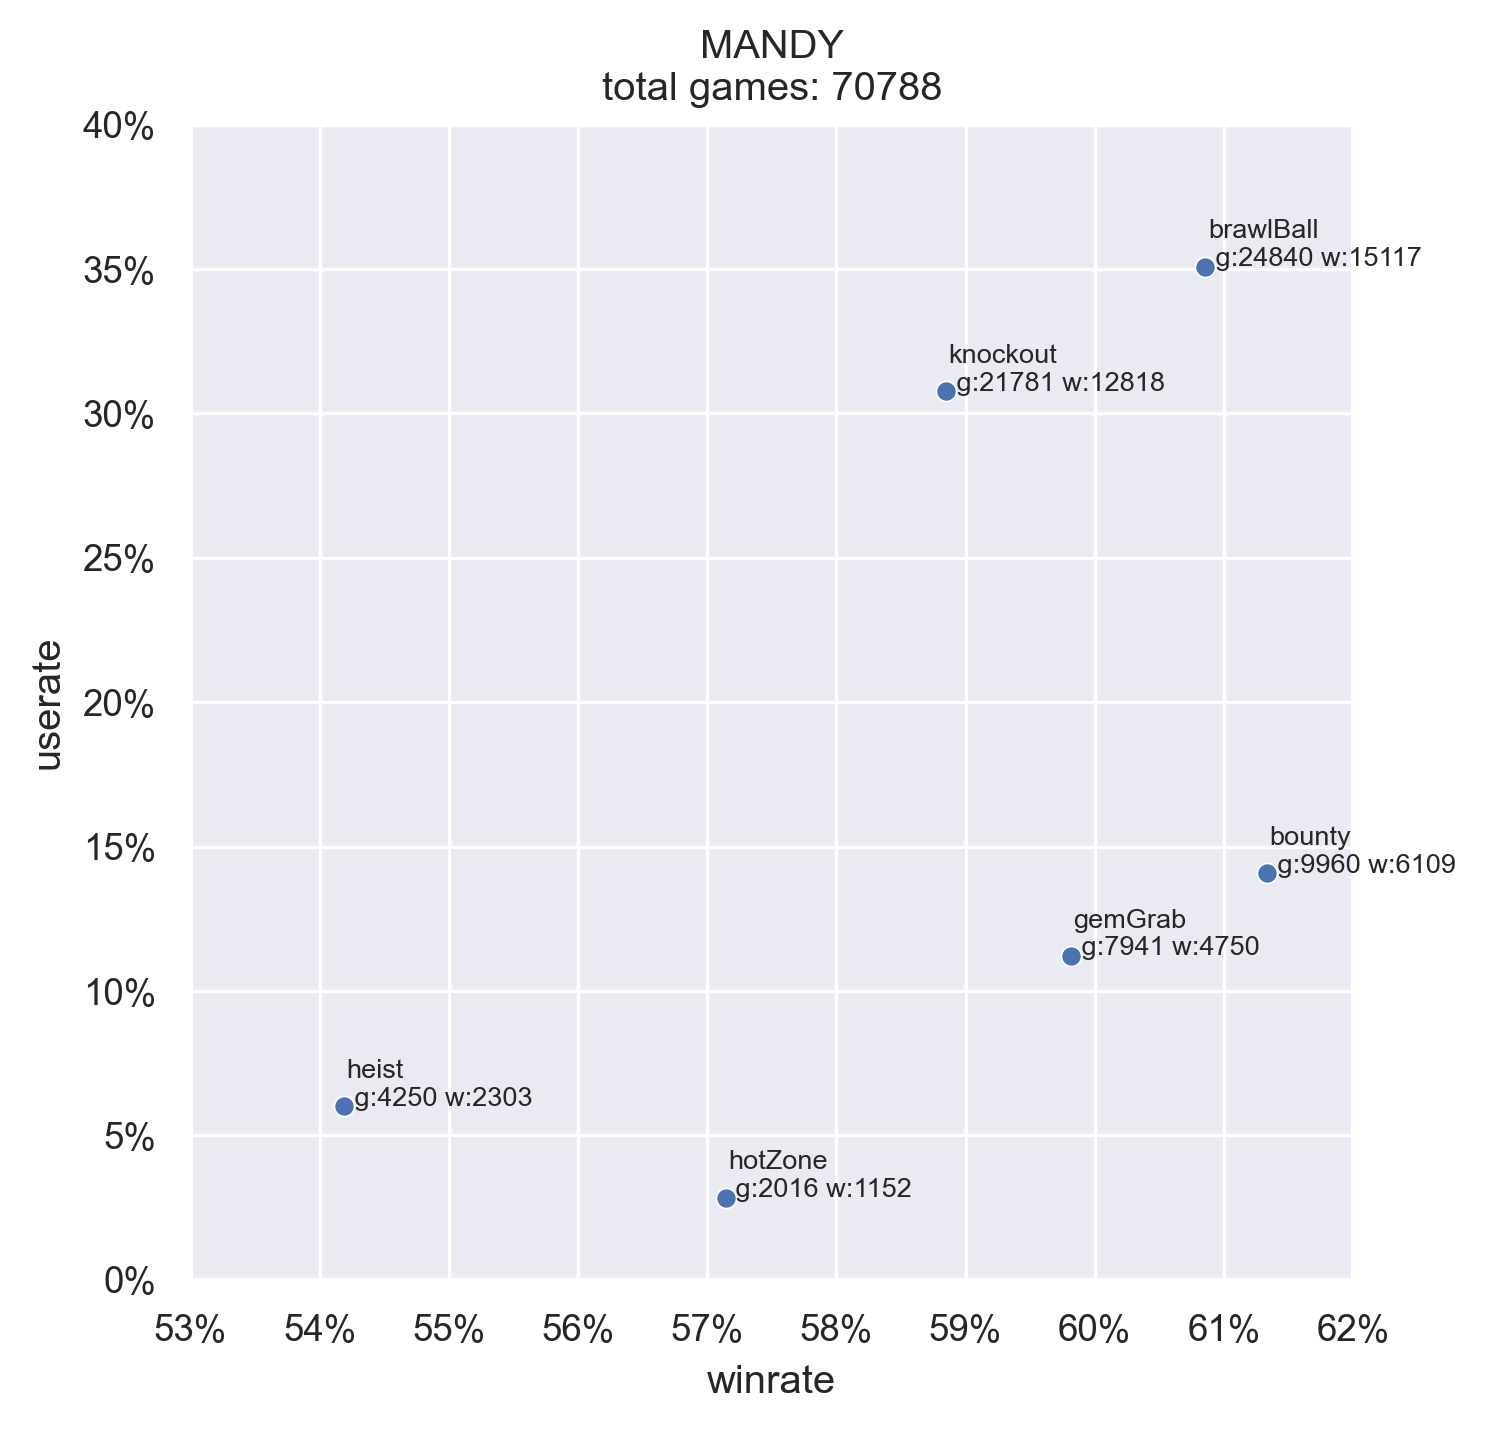 MANDY
total games: 70788
40%
35%
30%
25%
20%
15%
10%
5%
0%
userate
brawlBall
g:24840 w:15117
knockout
g:21781 w:12818
bounty
g:9960 w:6109
gemGrab
g:7941 w:4750
heist
g:4250 w:2303
hotZone
g:2016 w:1152
53% 54% 55% 56% 57% 58% 59% 60% 61% 62%
winrate